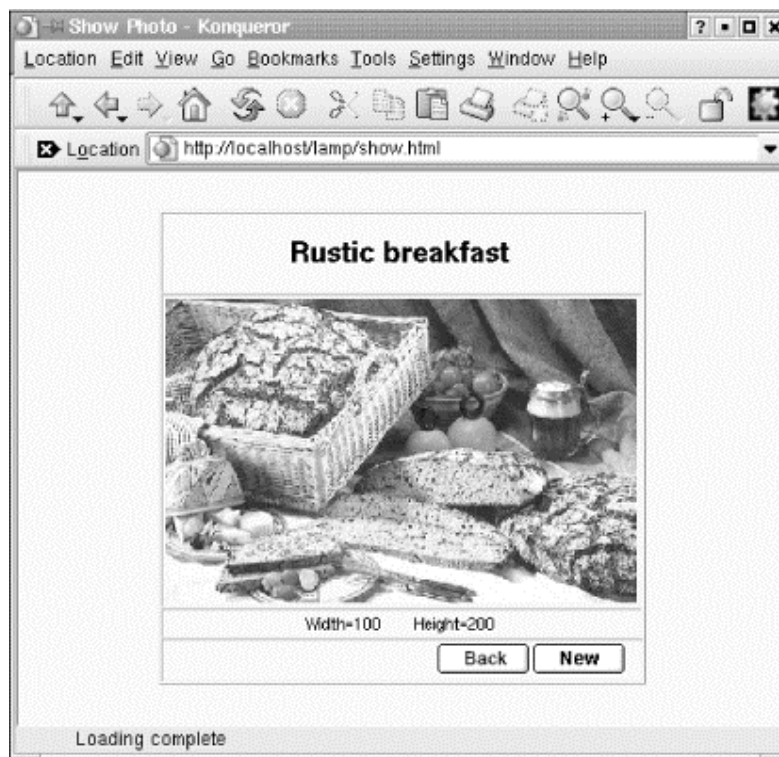 Show Photo - Konqueror
?
Location Edit View Go Bookmarks Tools Settings Window Help
Location http://localhost/lamp/show.html
Rustic breakfast
Width=100 Height=200
Back New
Loading complete